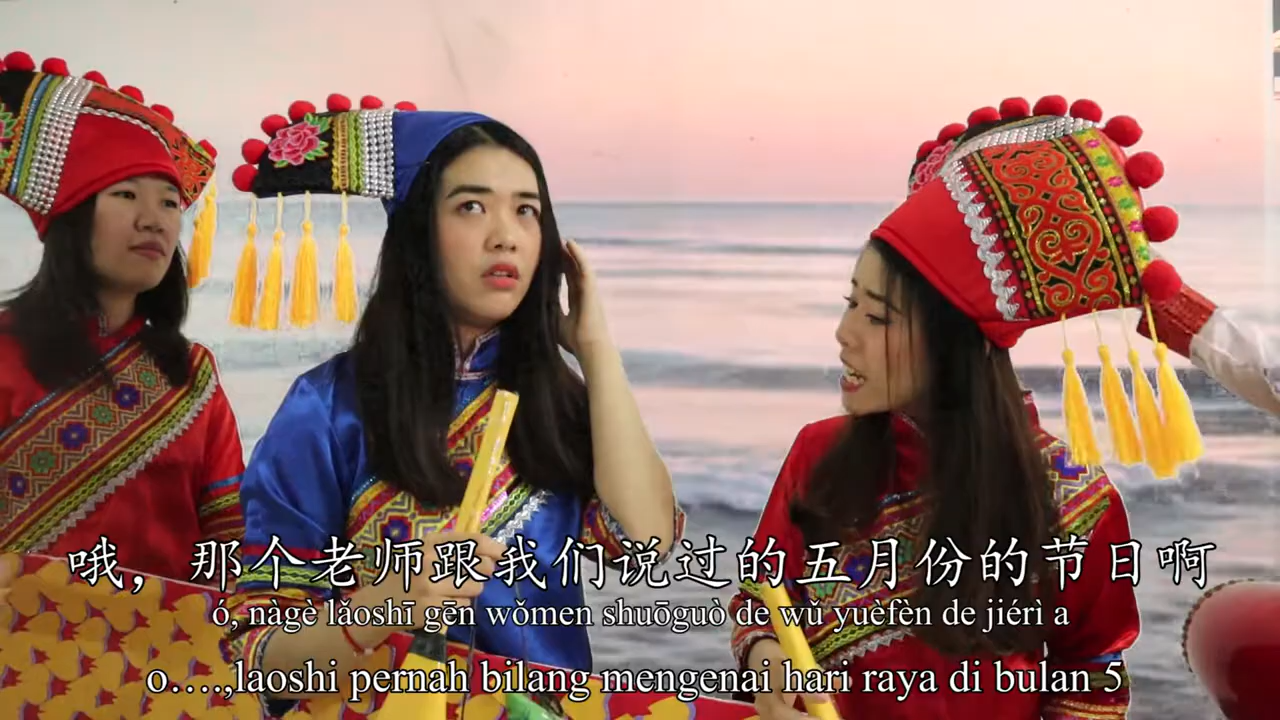 哦，那个老师跟我们说过的五月份的节日啊
ó, nàgè lǎoshī gēn wǒmen shuōguò de wǔ yuèfèn de jiérì a
o….,laoshi pernah bilang mengenai hari raya di bulan 5